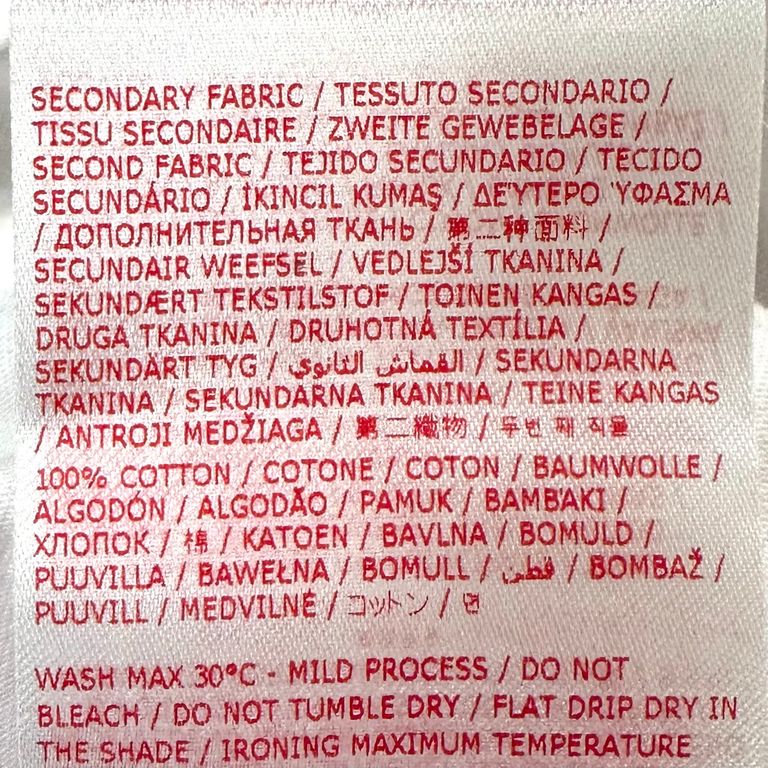 SECONDARY FABRIC / TESSUTO SECONDARIO /
TISSU SECONDAIRE / ZWEITE GEWEBELAGE /
SECOND FABRIC / TEJIDO SECUNDARIO / TECIDO
SECUNDÁRIO / İKINCIL KUMAŞ / ΔΕΎΤΕΡΟ ΎΦΑΣΜΑ
/ ДОПОЛНИТЕЛЬНАЯ ТКАНЬ / 第二种面料 /
SECUNDAIR WEEFSEL / VEDLEJŠÍ TKANINA /
SEKUNDÆRT TEKSTILSTOF / TOINEN KANGAS /
DRUGA TKANINA / DRUHOTNÁ TEXTÍLIA /
SEKUNDÄRT TYG / القماش الثانوي / SEKUNDARNA
TKANINA / SEKUNDARNA TKANINA / TEINE KANGAS
/ ANTROJI MEDŽIAGA / 第二織物 / 두번 째 직물
100% COTTON / COTONE / COTON / BAUMWOLLE /
ALGODÓN / ALGODÃO / PAMUK / ΒΑΜΒΆΚΙ /
ХЛОПОК / 棉 / KATOEN / BAVLNA / BOMULD /
PUUVILLA / BAWEŁNA / BOMULL / قطن / BOMBAŽ /
PUUVILL / MEDVILNĖ / コットン / 면
WASH MAX 30°C - MILD PROCESS / DO NOT
BLEACH / DO NOT TUMBLE DRY / FLAT DRIP DRY IN
THE SHADE / IRONING MAXIMUM TEMPERATURE